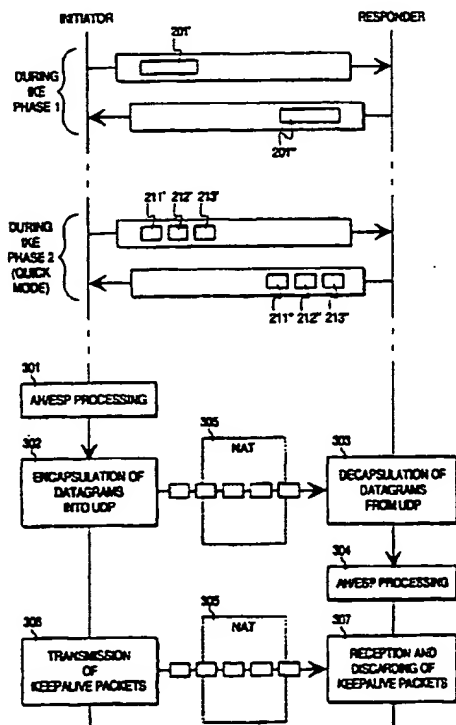 INITIATOR
RESPONDER
201'
DURING
IKE
PHASE 1
201"
211' 212' 213'
DURING
IKE
PHASE 2
(QUICK
MODE)
211" 212" 213"
301
AH/ESP PROCESSING
302
ENCAPSULATION OF
DATAGRAMS
INTO UDP
305
NAT
303
DECAPSULATION OF
DATAGRAMS
FROM UDP
304
AH/ESP PROCESSING
306
TRANSMISSION
OF
KEEPALIVE PACKETS
305
NAT
307
RECEPTION AND
DISCARDING OF
KEEPALIVE PACKETS